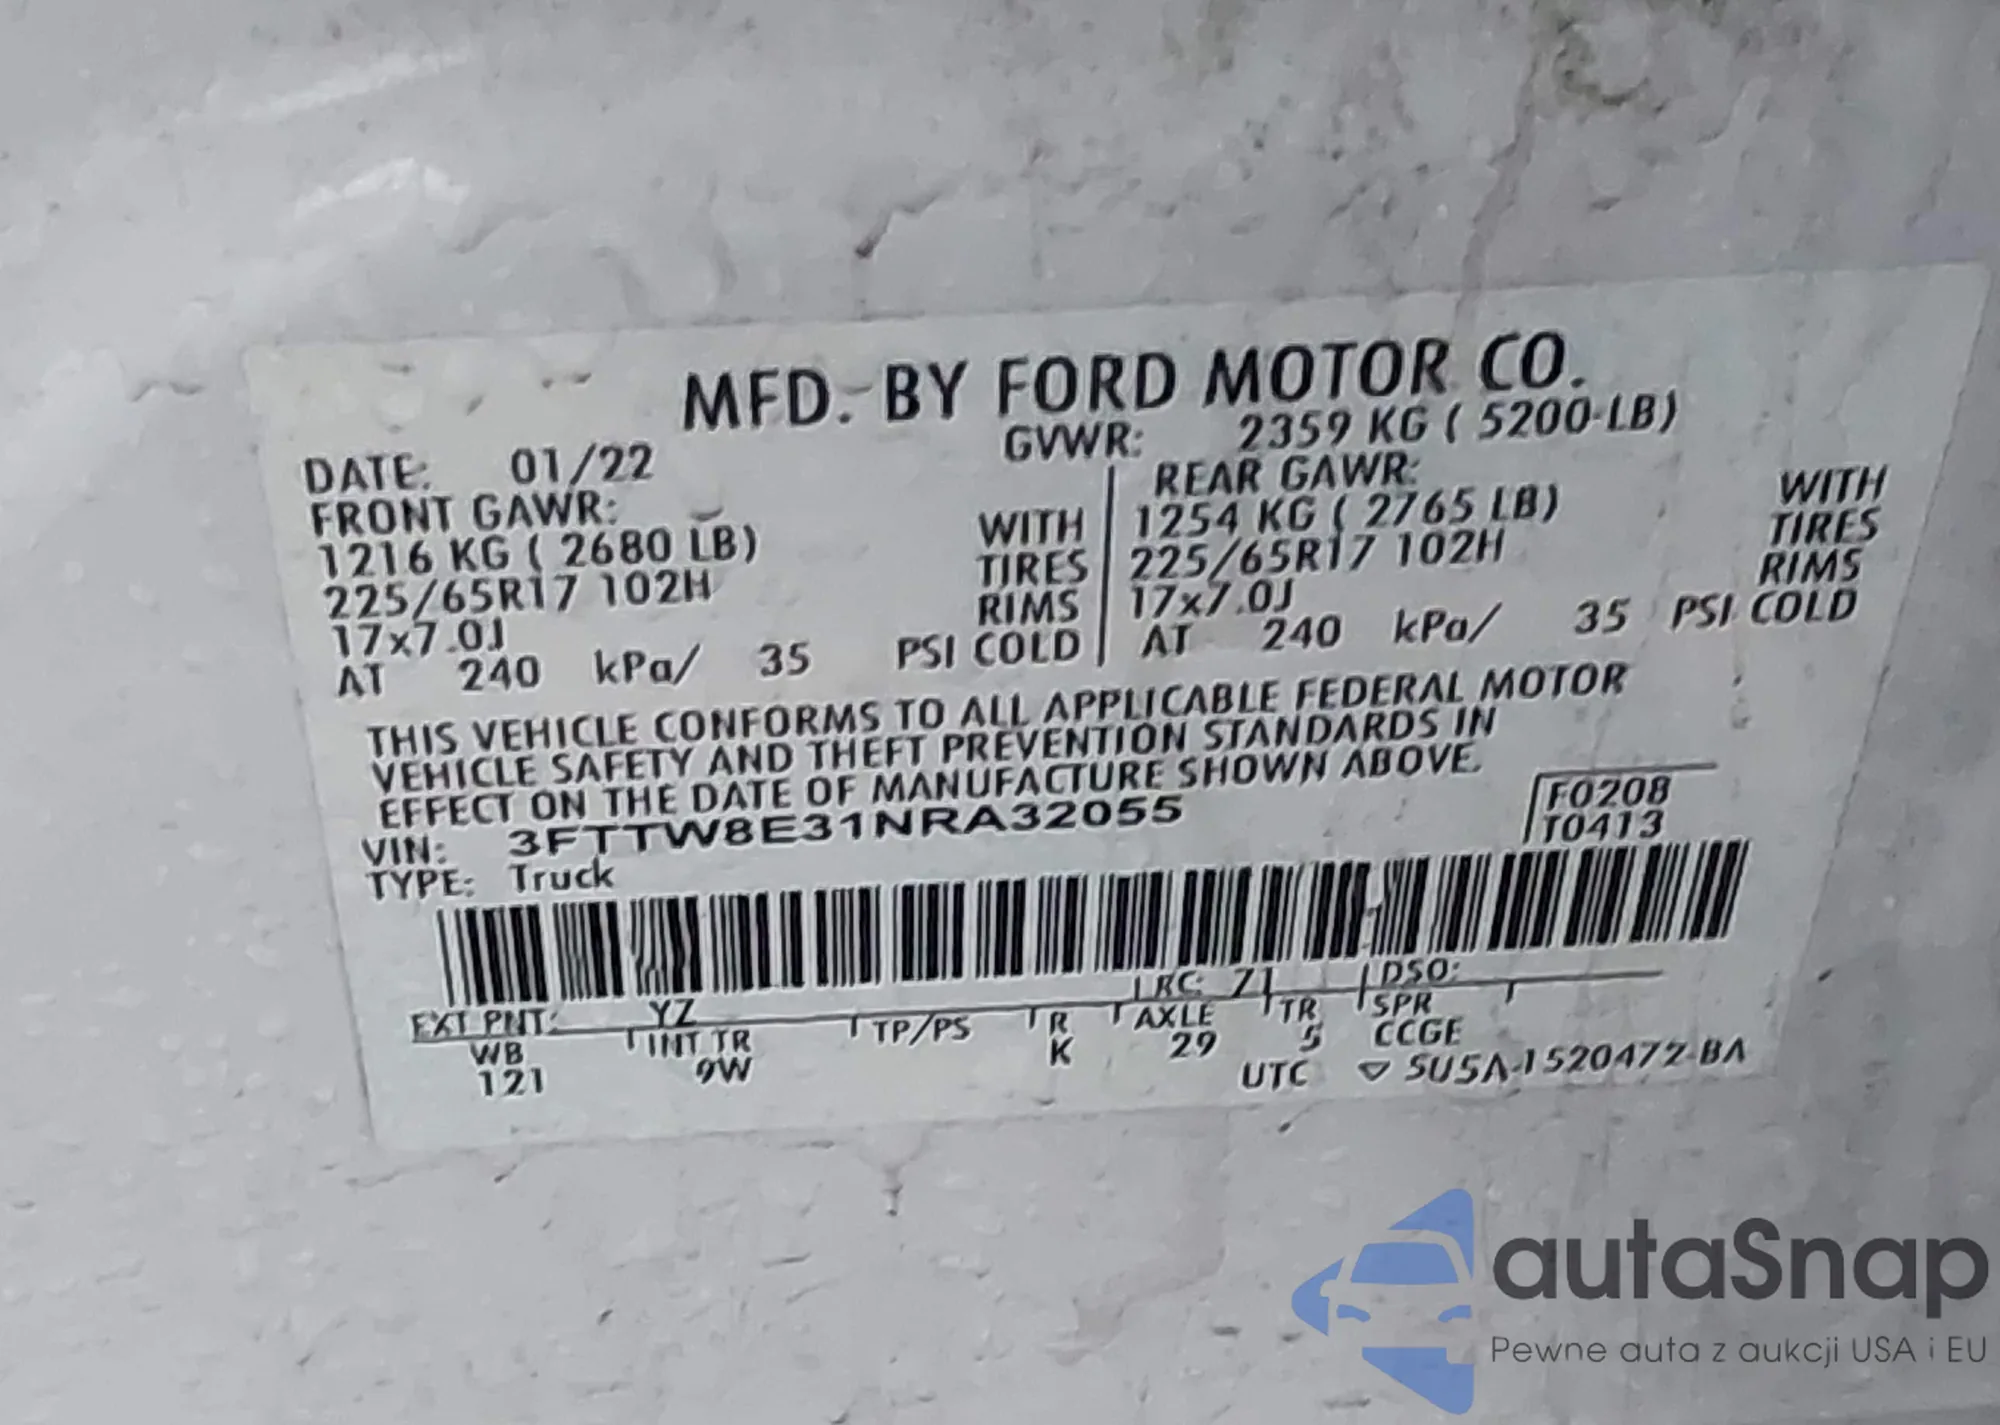 MFD. BY FORD MOTOR CO.
DATE: 01/22 GVWR: 2359 KG ( 5200 LB)
FRONT GAWR: REAR GAWR:
1216 KG ( 2680 LB) WITH 1254 KG ( 2765 LB) WITH
225/65R17 102H TIRES 225/65R17 102H TIRES
17x7.0J RIMS 17x7.0J RIMS
AT 240 kPa/ 35 PSI COLD AT 240 kPa/ 35 PSI COLD
THIS VEHICLE CONFORMS TO ALL APPLICABLE FEDERAL MOTOR
VEHICLE SAFETY AND THEFT PREVENTION STANDARDS IN
EFFECT ON THE DATE OF MANUFACTURE SHOWN ABOVE.
VIN: 3FTTW8E31NRA32055 F0208
TYPE: Truck T0413
EXT PNT: YZ RC: 71 DSO:
WB INT TR TP/PS R AXLE TR SPR
121 9W K 29 5 CCGE
UTC ▽ 5U5A-1520472-BA
autaSnap
Pewne auta z aukcji USA i EU